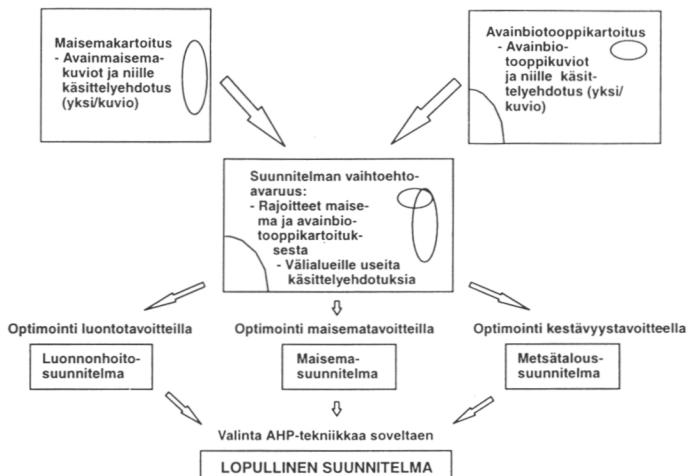 Maisemakartoitus
- Avainmaisema-
kuviot ja niille
käsittelyehdotus
(yksi/kuvio)
Avainbiotooppikartoitus
- Avainbio-
tooppikuviot
ja niille käsit-
telyehdotus (yksi/
kuvio)
Suunnitelman vaihtoehto-
avaruus:
- Rajoitteet maise-
ma ja avainbio-
tooppikartoituk-
sesta
- Välialueille useita
käsittelyehdotuksia
Optimointi luontotavoitteilla
Optimointi maisematavoitteilla
Optimointi kestävyystavoitteella
Luonnonhoito-
suunnitelma
Maisema-
suunnitelma
Metsätalous-
suunnitelma
Valinta AHP-tekniikkaa soveltaen
LOPULLINEN SUUNNITELMA